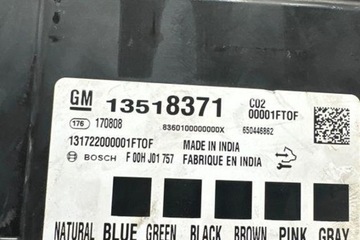 GM 13518371 C02
00001FTOF
176 170808 8360100000000X 650446862
131722000001FTOF MADE IN INDIA
BOSCH F 00H J01 757 FABRIQUE EN INDIA
NATURAL BLUE GREEN BLACK BROWN PINK GRAY